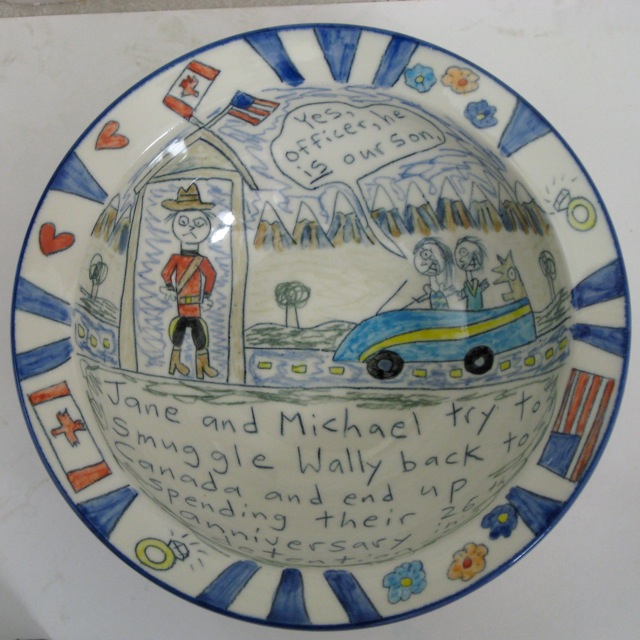 Yes,
Officer, he
is our son
Jane and Michael try to
smuggle Wally back to
Canada and end up
spending their
anniversary